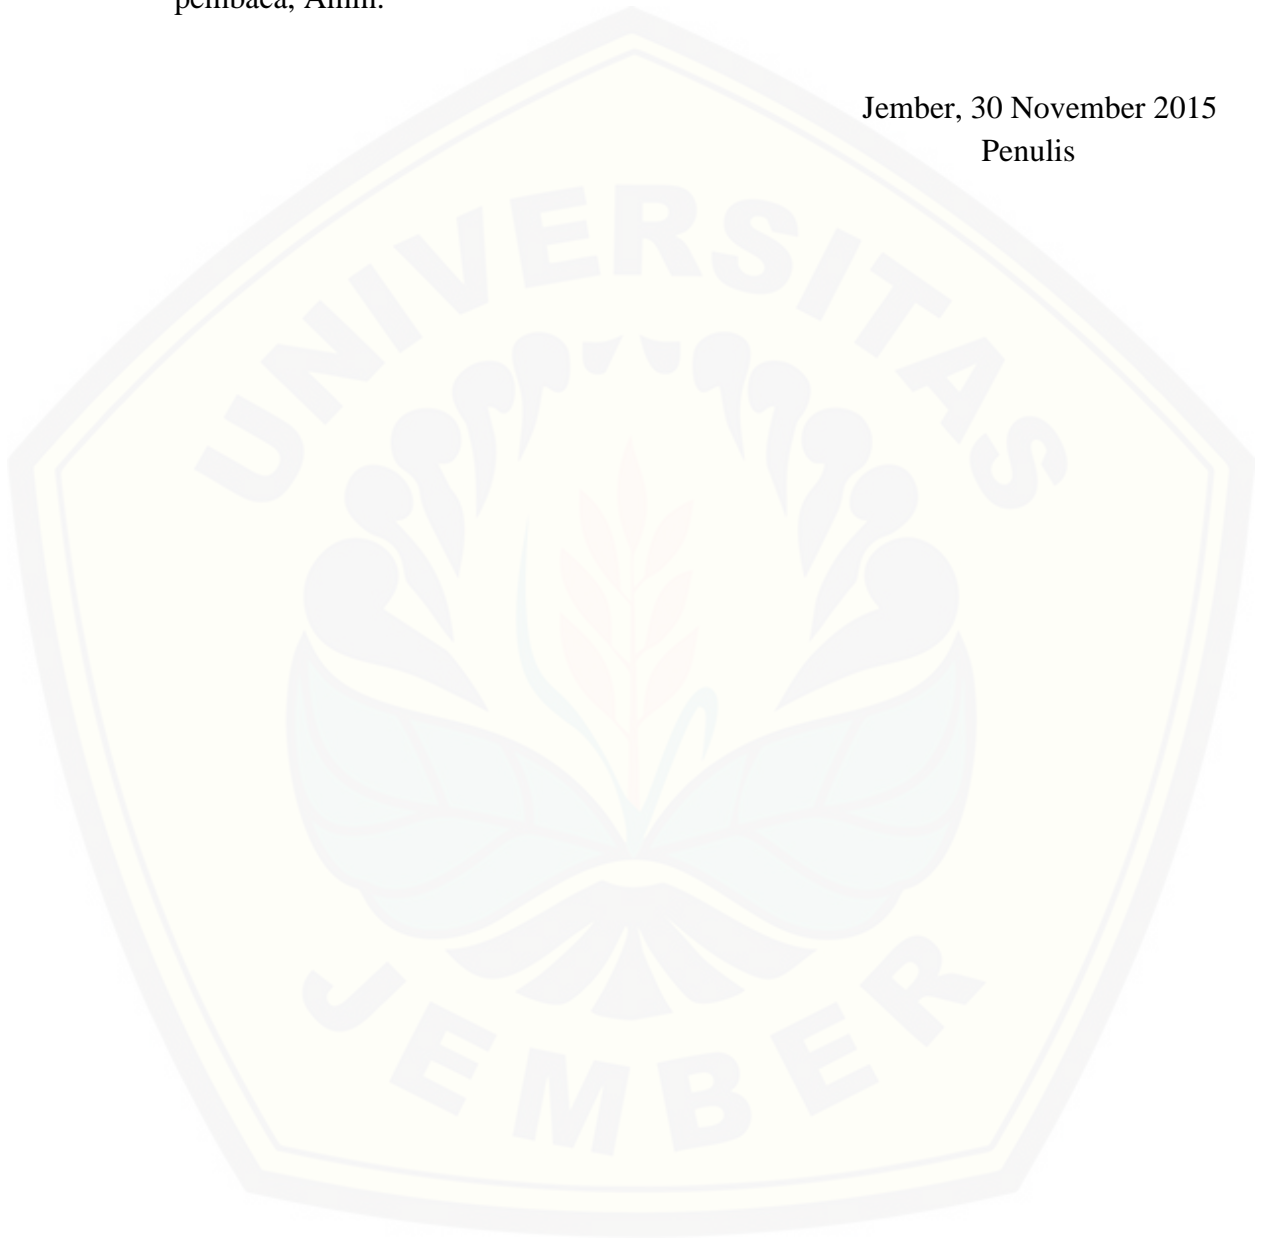 pembaca, Amin.
Jember, 30 November 2015
Penulis
UNIVERSITAS
JEMBER